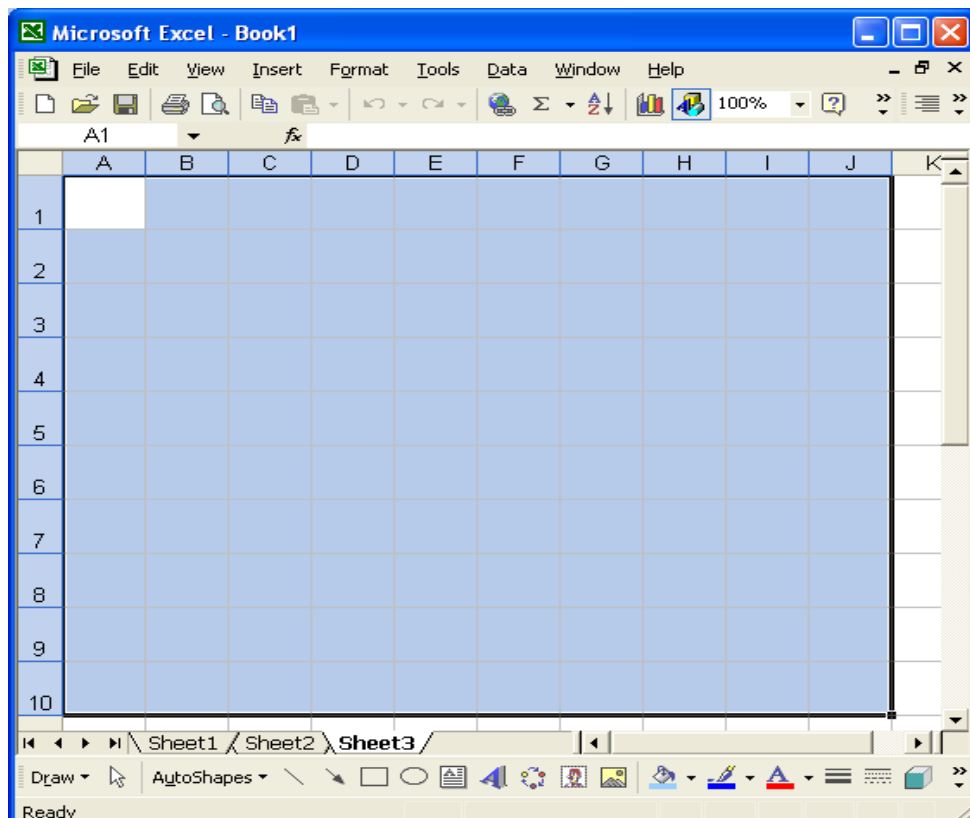 Microsoft Excel - Book1
File Edit View Insert Format Tools Data Window Help
Σ A Z 100% ? »
A1 fx
A B C D E F G H I J K
1
2
3
4
5
6
7
8
9
10
Sheet1 Sheet2 Sheet3
Draw AutoShapes A A »
Ready